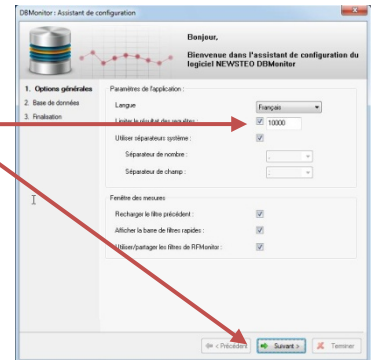 DBMonitor : Assistant de configuration
Bonjour,
Bienvenue dans l'assistant de configuration du
logiciel NEWSTEO DBMonitor
1. Options générales
2. Base de données
3. Finalisation
Paramètres de l'application :
Langue
Français
Limiter le résultat des requêtes :
10000
Utiliser séparateurs système :
Séparateur de nombre :
Séparateur de champ :
Fenêtre des mesures
Recharger le filtre précédent :
Afficher la barre de filtres rapides :
Utiliser/partager les filtres de RFMonitor :
< Précédent
Suivant >
Terminer